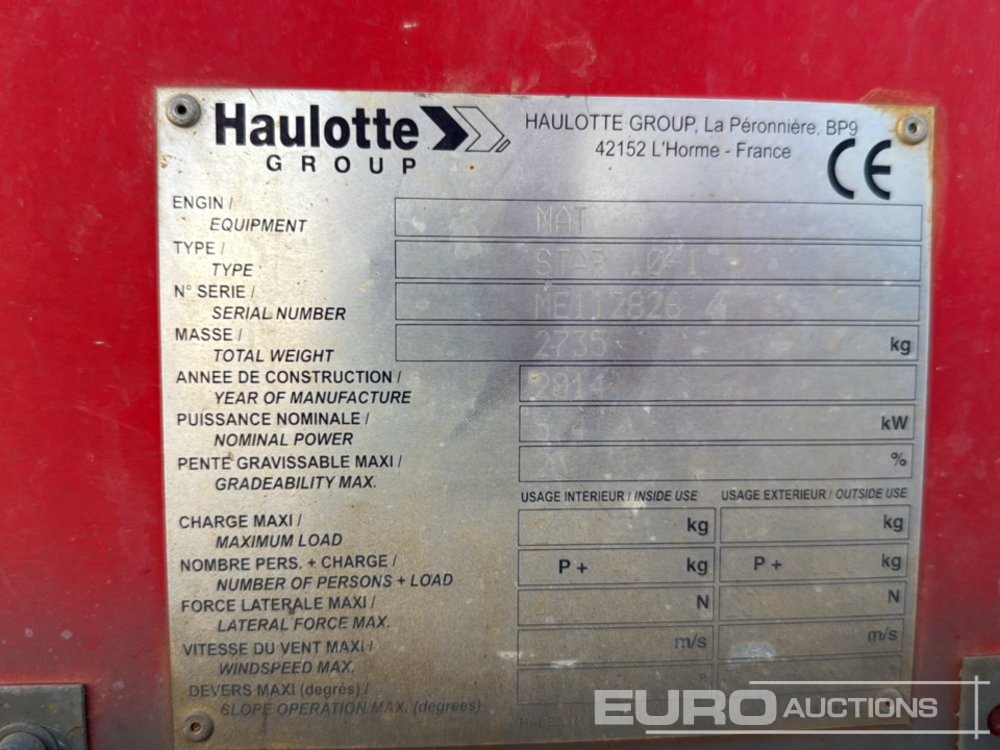 Haulotte
GROUP
HAULOTTE GROUP, La Péronnière, BP9
42152 L'Horme - France
CE
ENGIN /
EQUIPMENT
MAT
TYPE /
TYPE
STAR 10-1
N° SERIE /
SERIAL NUMBER
ME112826
MASSE /
TOTAL WEIGHT
2735 kg
ANNEE DE CONSTRUCTION /
YEAR OF MANUFACTURE
2014
PUISSANCE NOMINALE /
NOMINAL POWER
kW
PENTE GRAVISSABLE MAXI /
GRADEABILITY MAX.
%
USAGE INTERIEUR / INSIDE USE USAGE EXTERIEUR / OUTSIDE USE
CHARGE MAXI /
MAXIMUM LOAD
kg kg
NOMBRE PERS. + CHARGE /
NUMBER OF PERSONS + LOAD
P + kg P + kg
FORCE LATERALE MAXI /
LATERAL FORCE MAX.
N N
VITESSE DU VENT MAXI /
WINDSPEED MAX.
m/s m/s
DEVERS MAXI (degrés) /
SLOPE OPERATION MAX. (degrees)
° °
MADE IN
EURO AUCTIONS